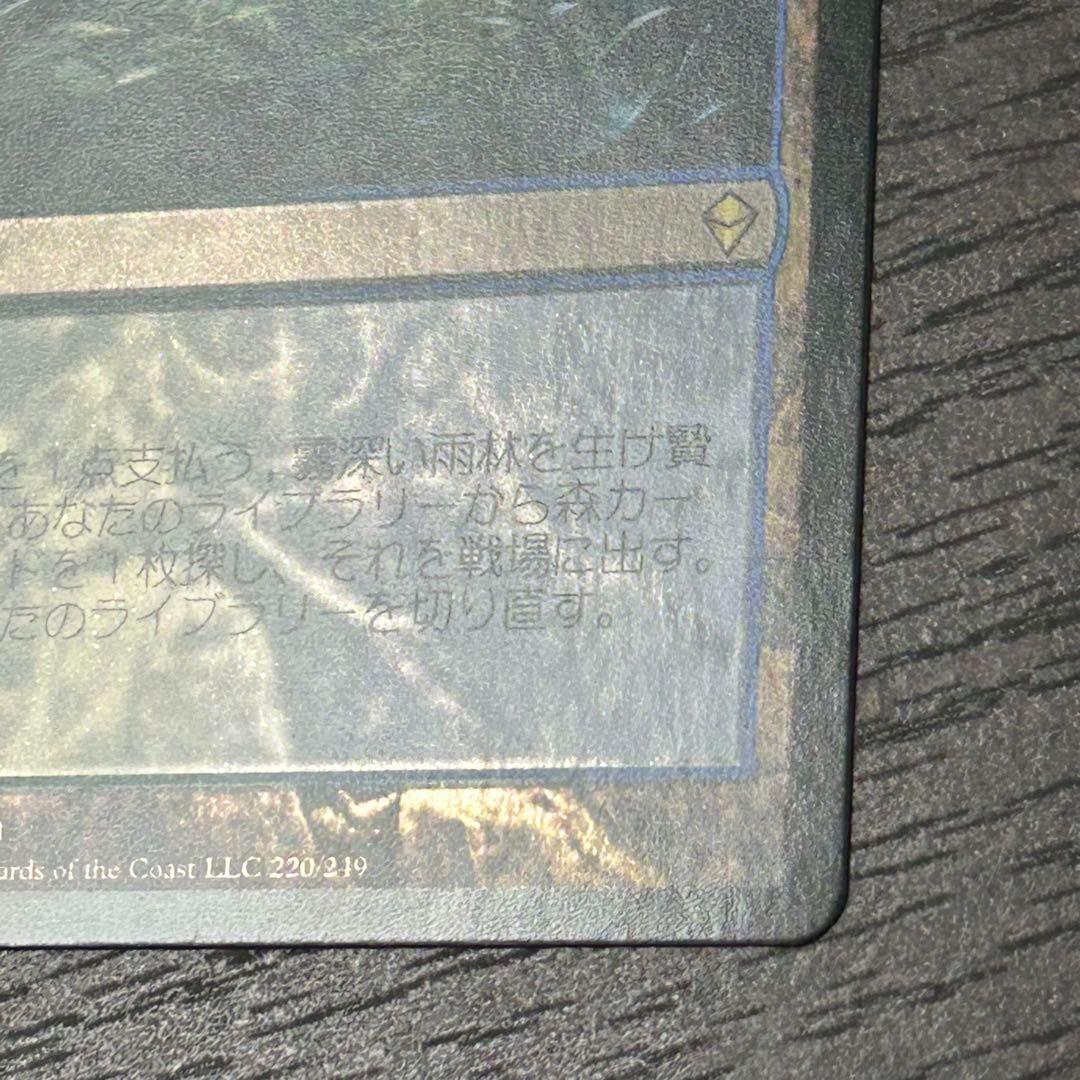 を1点支払う, 霧深い雨林を生け贄
あなたのライブラリーから森カー
ドを1枚探し、それを戦場に出す。
たのライブラリーを切り直す。
ards of the Coast LLC 220/249